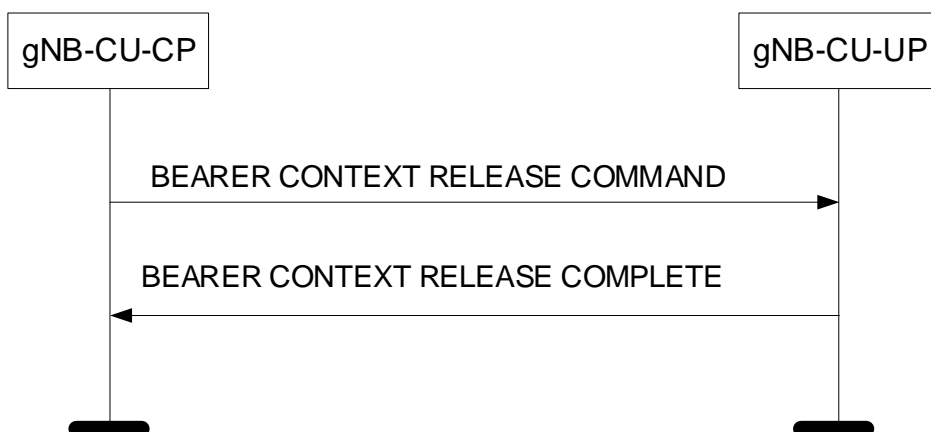 gNB-CU-CP
gNB-CU-UP
BEARER CONTEXT RELEASE COMMAND
BEARER CONTEXT RELEASE COMPLETE